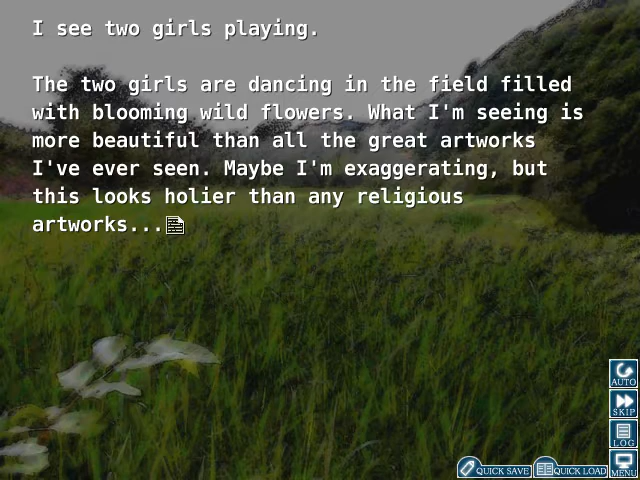 I see two girls playing.
The two girls are dancing in the field filled
with blooming wild flowers. What I'm seeing is
more beautiful than all the great artworks
I've ever seen. Maybe I'm exaggerating, but
this looks holier than any religious
artworks...
AUTO
SKIP
LOG
QUICK SAVE
QUICK LOAD
MENU